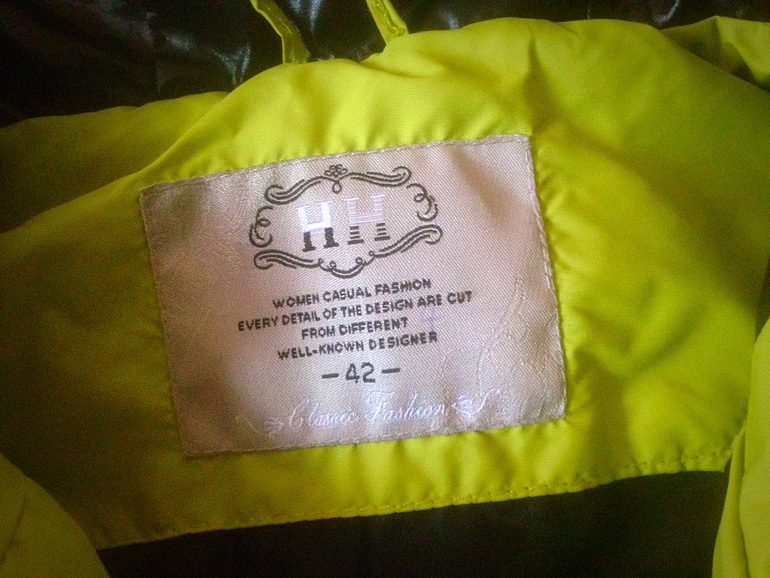 HH
WOMEN CASUAL FASHION
EVERY DETAIL OF THE DESIGN ARE CUT
FROM DIFFERENT
WELL-KNOWN DESIGNER
-42-
Classic Fashion